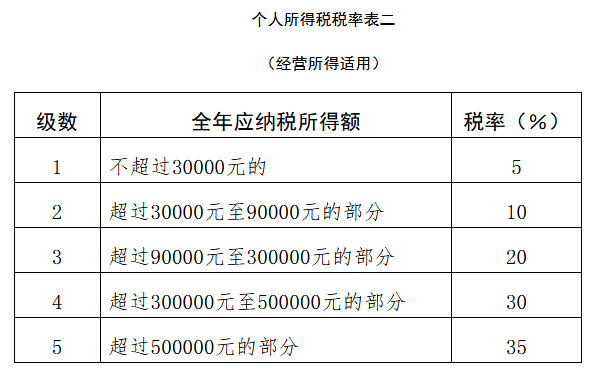 个人所得税税率表二
（经营所得适用）
级数 全年应纳税所得额 税率（%）
1 不超过30000元的 5
2 超过30000元至90000元的部分 10
3 超过90000元至300000元的部分 20
4 超过300000元至500000元的部分 30
5 超过500000元的部分 35